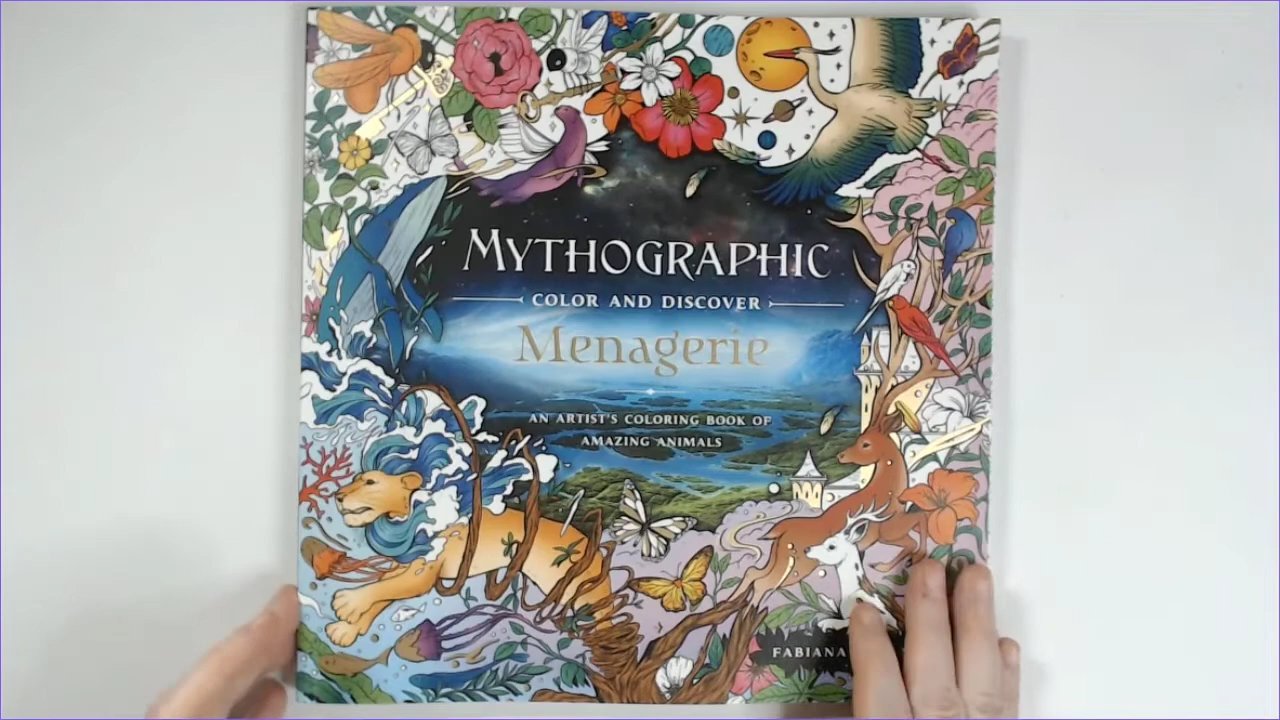 MYTHOGRAPHIC
COLOR AND DISCOVER
Menagerie
AN ARTIST'S COLORING BOOK OF
AMAZING ANIMALS
FABIANA